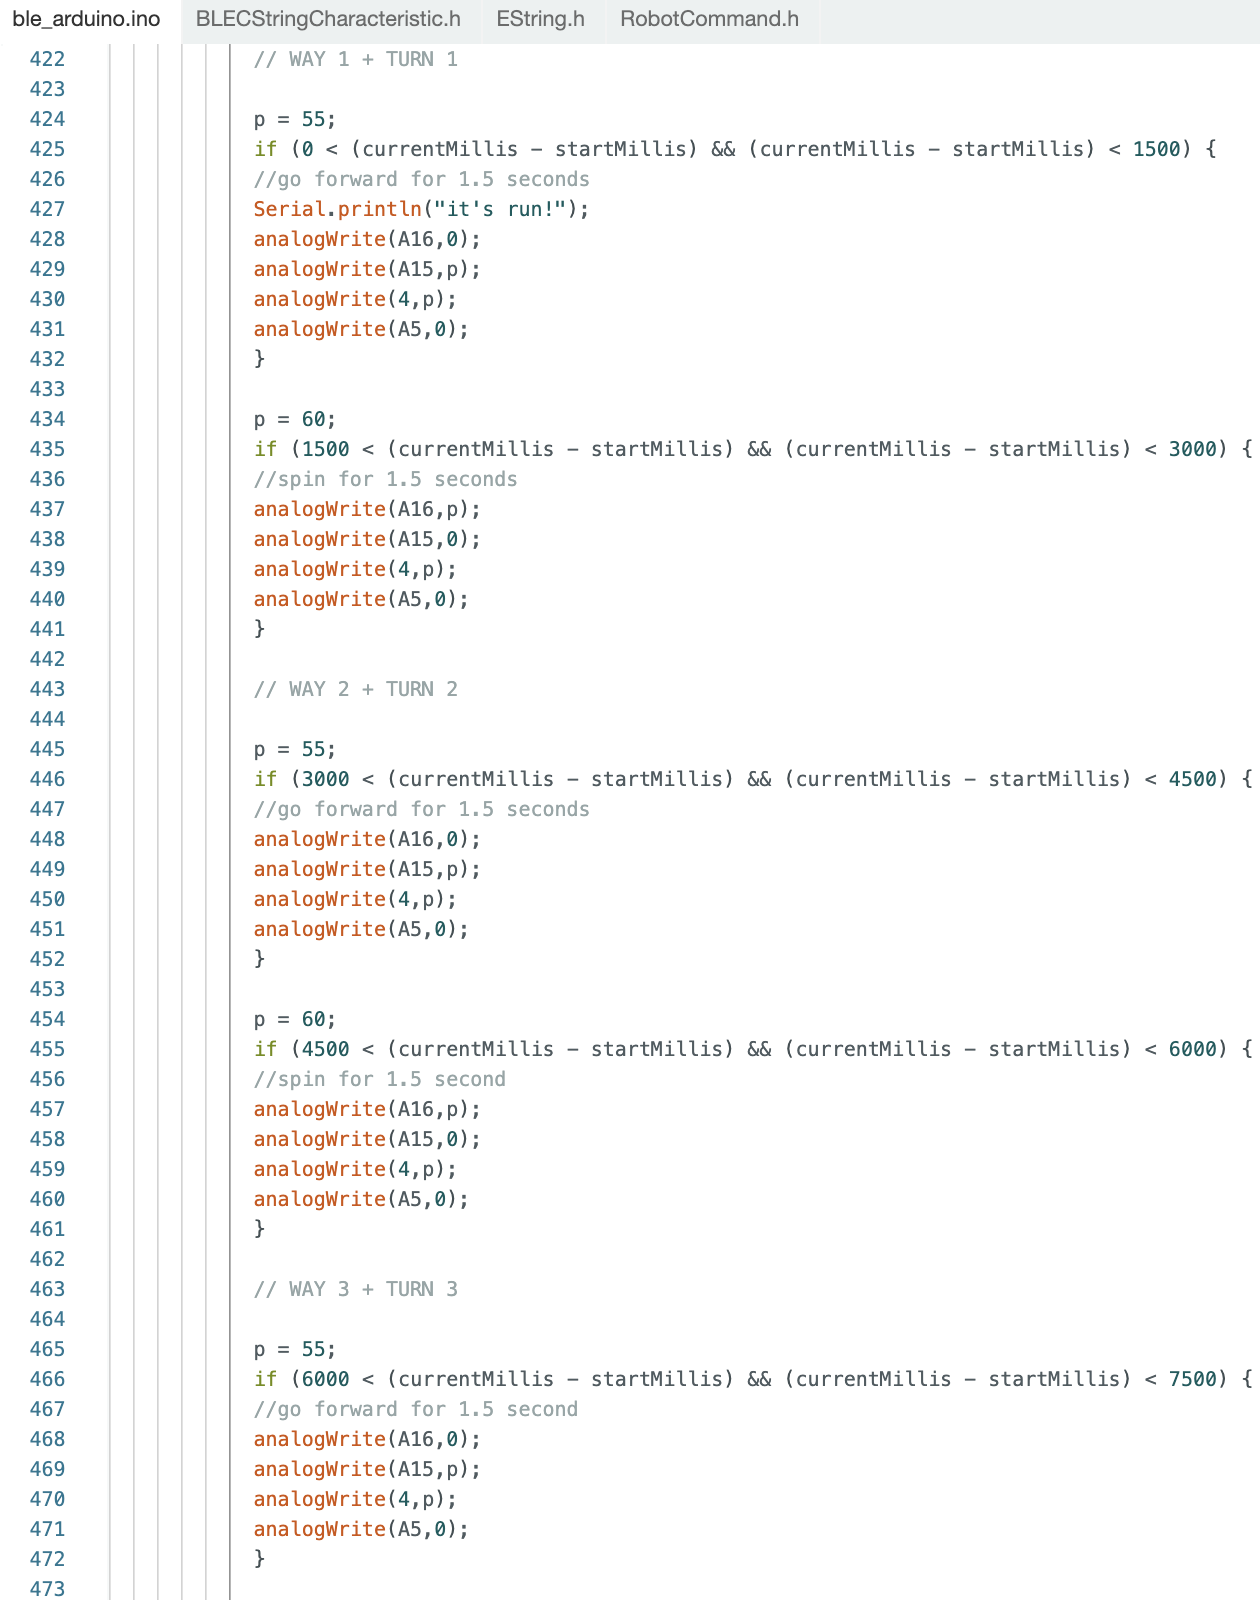 ble_arduino.ino BLECStringCharacteristic.h EString.h RobotCommand.h
422 // WAY 1 + TURN 1
423
424 p = 55;
425 if (0 < (currentMillis - startMillis) && (currentMillis - startMillis) < 1500) {
426 //go forward for 1.5 seconds
427 Serial.println("it's run!");
428 analogWrite(A16,0);
429 analogWrite(A15,p);
430 analogWrite(4,p);
431 analogWrite(A5,0);
432 }
433
434 p = 60;
435 if (1500 < (currentMillis - startMillis) && (currentMillis - startMillis) < 3000) {
436 //spin for 1.5 seconds
437 analogWrite(A16,p);
438 analogWrite(A15,0);
439 analogWrite(4,p);
440 analogWrite(A5,0);
441 }
442
443 // WAY 2 + TURN 2
444
445 p = 55;
446 if (3000 < (currentMillis - startMillis) && (currentMillis - startMillis) < 4500) {
447 //go forward for 1.5 seconds
448 analogWrite(A16,0);
449 analogWrite(A15,p);
450 analogWrite(4,p);
451 analogWrite(A5,0);
452 }
453
454 p = 60;
455 if (4500 < (currentMillis - startMillis) && (currentMillis - startMillis) < 6000) {
456 //spin for 1.5 second
457 analogWrite(A16,p);
458 analogWrite(A15,0);
459 analogWrite(4,p);
460 analogWrite(A5,0);
461 }
462
463 // WAY 3 + TURN 3
464
465 p = 55;
466 if (6000 < (currentMillis - startMillis) && (currentMillis - startMillis) < 7500) {
467 //go forward for 1.5 second
468 analogWrite(A16,0);
469 analogWrite(A15,p);
470 analogWrite(4,p);
471 analogWrite(A5,0);
472 }
473